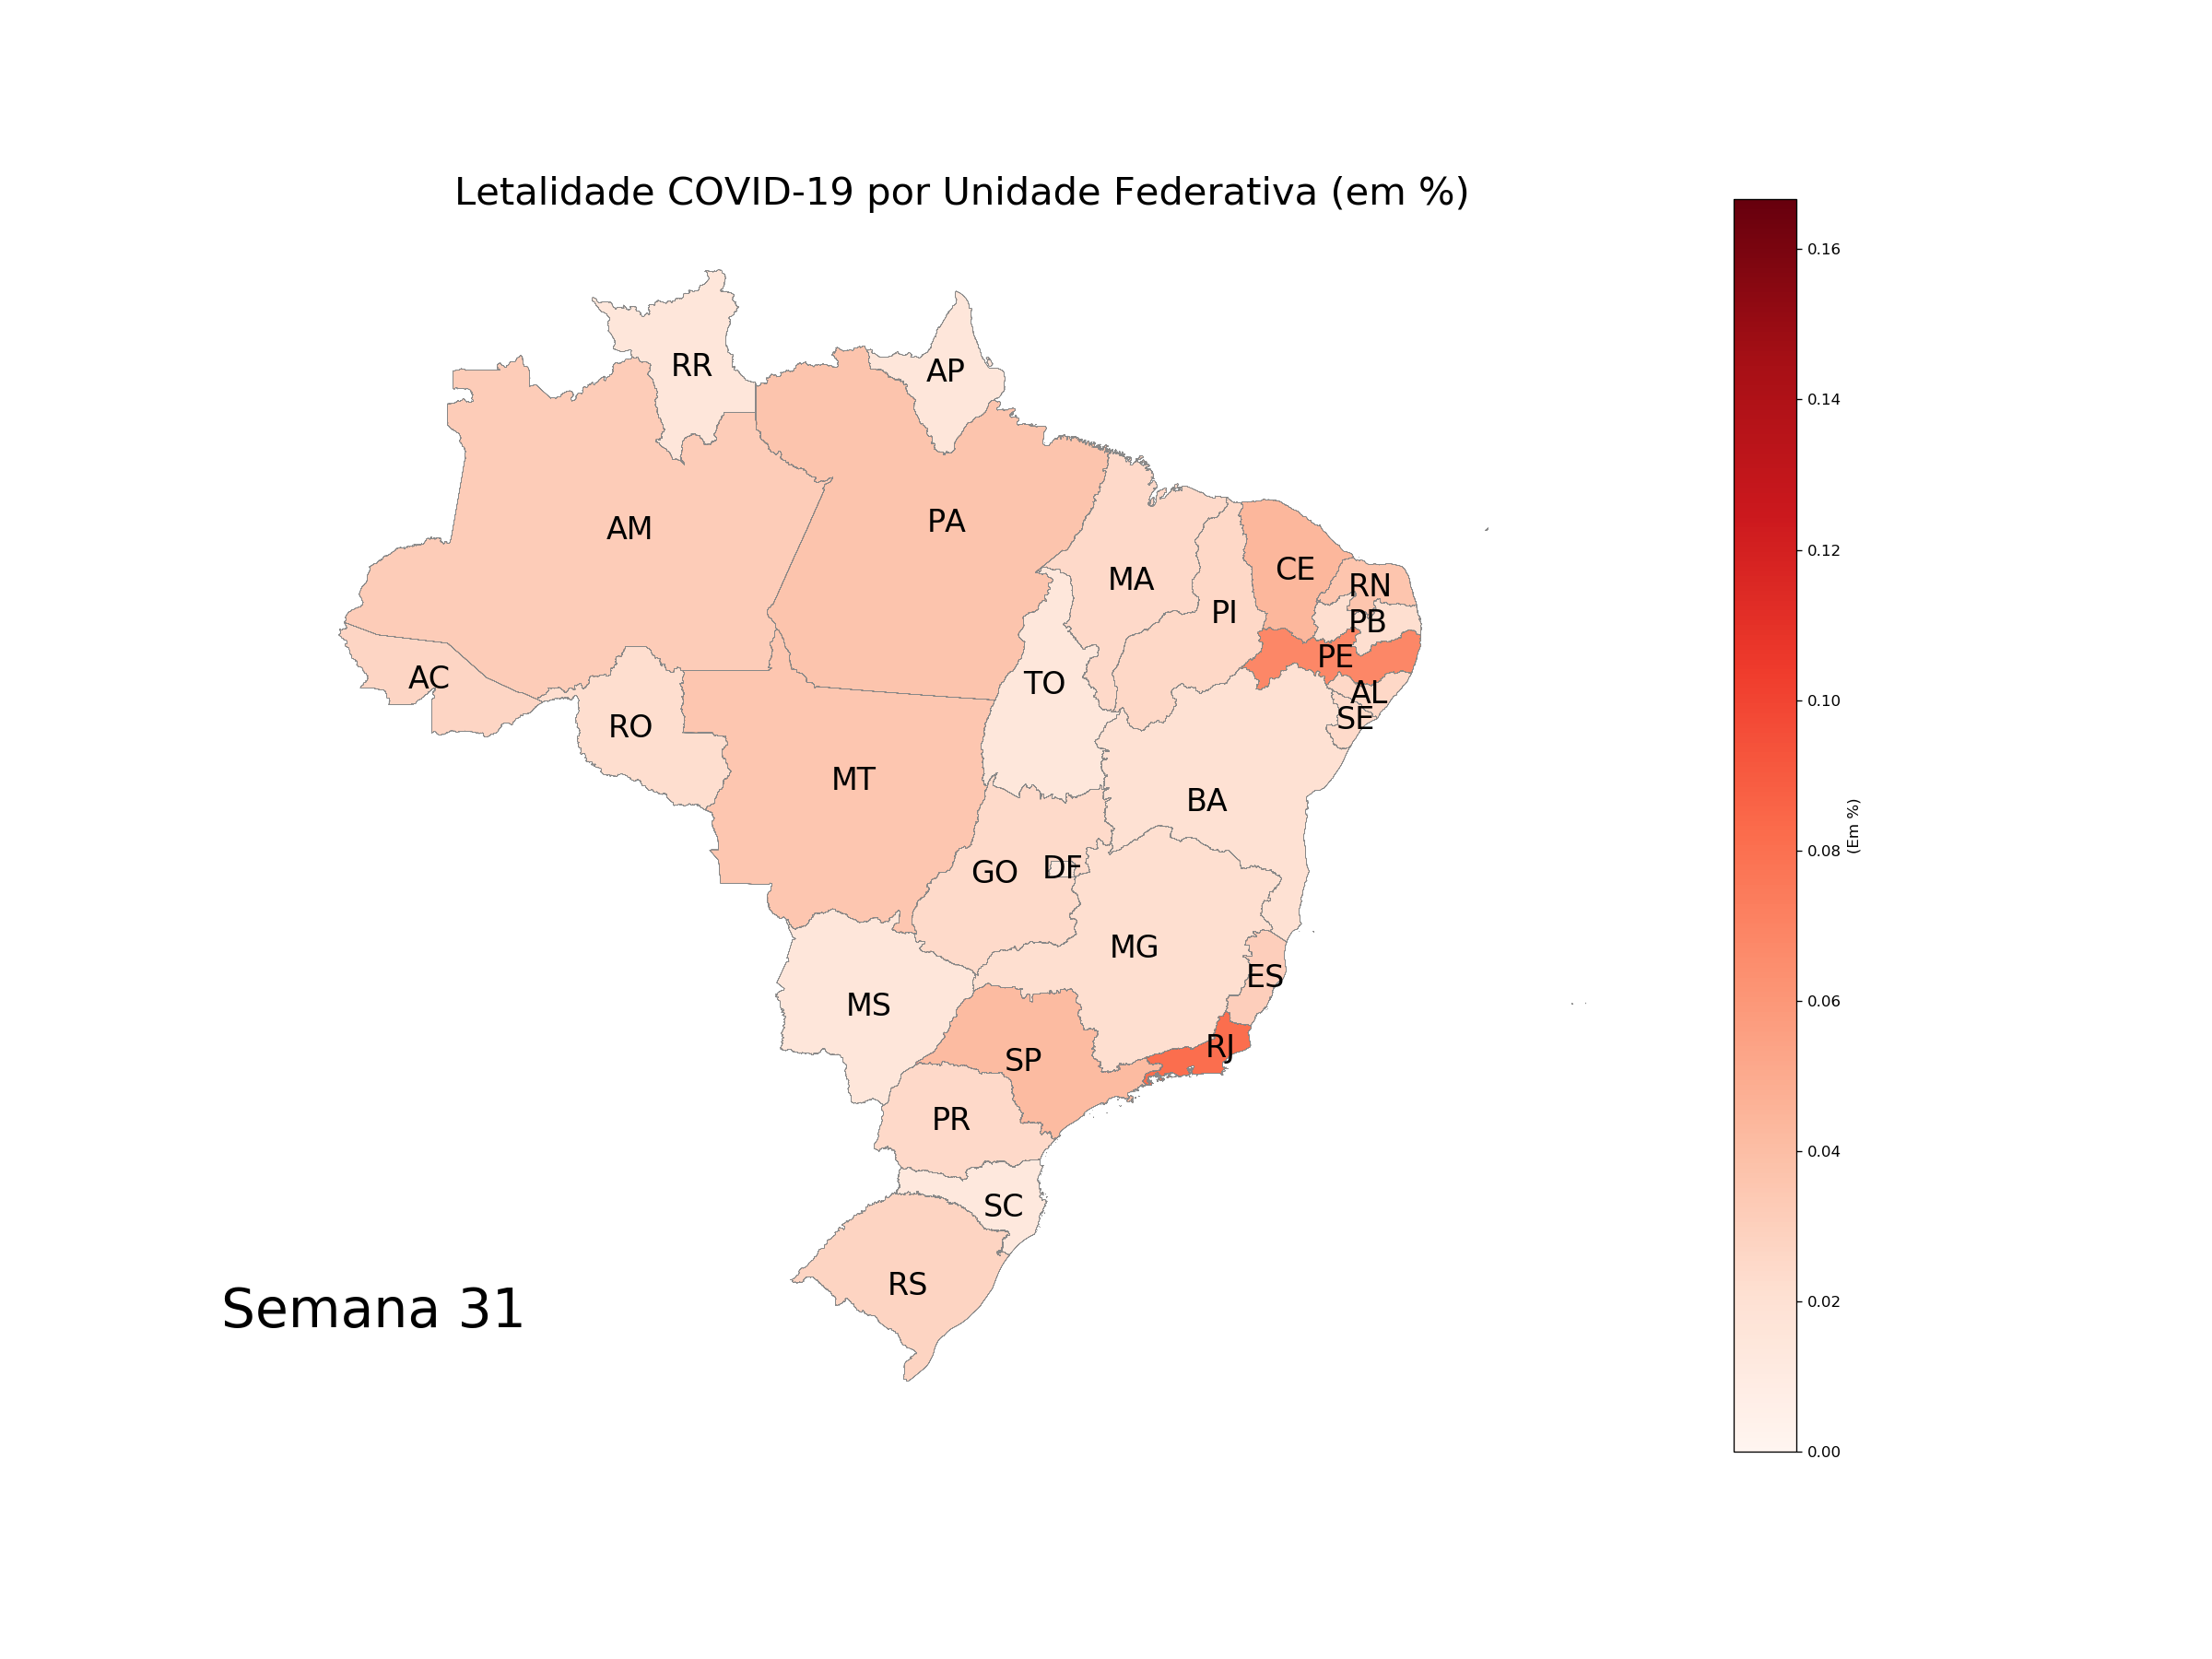 Letalidade COVID-19 por Unidade Federativa (em %)
0.16
RR
AP
0.14
PA
AM
0.12
CE
MA
RN
PI
PB
PE
AC
TO
AL
0.10
SE
RO
MT
BA
(Em %)
0.08
DF
GO
MG
ES
0.06
MS
RJ
SP
PR
0.04
SC
RS
Semana 31
0.02
0.00